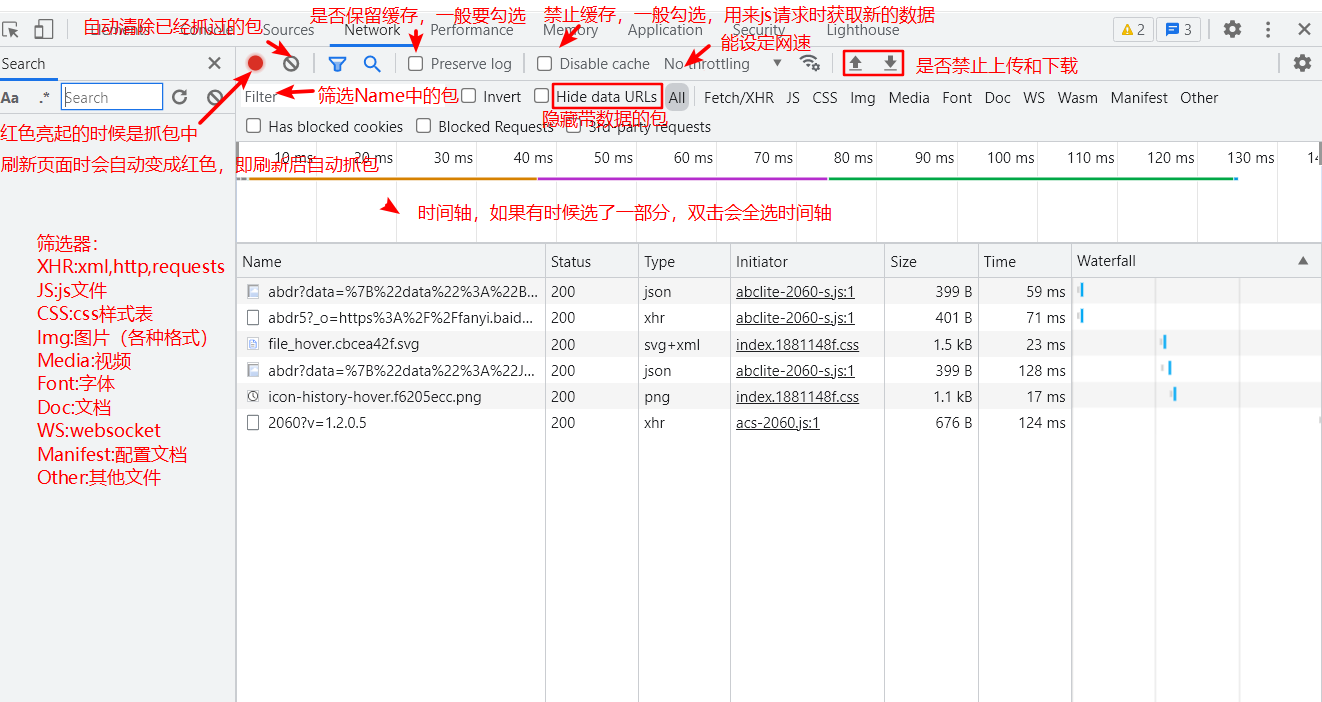 自动清除已经抓过的包
是否保留缓存，一般要勾选
禁止缓存，一般勾选，用来js请求时获取新的数据
Elements Console Sources Network Performance Memory Application Security Lighthouse 2 3
能设定网速
Search
Preserve log Disable cache No throttling
是否禁止上传和下载
Aa .* Search
Filter
筛选Name中的包
Invert Hide data URLs All Fetch/XHR JS CSS Img Media Font Doc WS Wasm Manifest Other
隐藏带数据的包
Has blocked cookies Blocked Requests 3rd-party requests
红色亮起的时候是抓包中
刷新页面时会自动变成红色，即刷新后自动抓包
10 ms 20 ms 30 ms 40 ms 50 ms 60 ms 70 ms 80 ms 90 ms 100 ms 110 ms 120 ms 130 ms
时间轴，如果有时候选了一部分，双击会全选时间轴
筛选器：
XHR:xml,http,requests
JS:js文件
CSS:css样式表
Img:图片（各种格式）
Media:视频
Font:字体
Doc:文档
WS:websocket
Manifest:配置文档
Other:其他文件
Name Status Type Initiator Size Time Waterfall
abdr?data=%7B%22data%22%3A%22B... 200 json abclite-2060-s.js:1 399 B 59 ms
abdr5?_o=https%3A%2F%2Ffanyi.baid... 200 xhr abclite-2060-s.js:1 401 B 71 ms
file_hover.cbcea42f.svg 200 svg+xml index.1881148f.css 1.5 kB 23 ms
abdr?data=%7B%22data%22%3A%22J... 200 json abclite-2060-s.js:1 399 B 128 ms
icon-history-hover.f6205ecc.png 200 png index.1881148f.css 1.1 kB 17 ms
2060?v=1.2.0.5 200 xhr acs-2060.js:1 676 B 124 ms